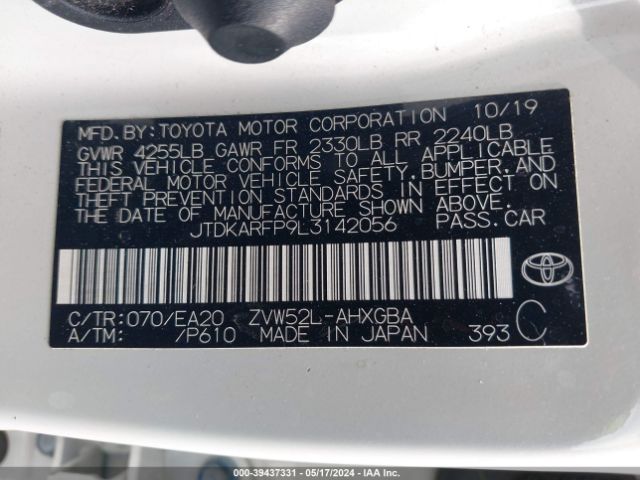 MFD.BY:TOYOTA MOTOR CORPORATION 10/19
GVWR 4255LB GAWR FR 2330LB RR 2240LB
THIS VEHICLE CONFORMS TO ALL APPLICABLE
FEDERAL MOTOR VEHICLE SAFETY,BUMPER,AND
THEFT PREVENTION STANDARDS IN EFFECT ON
THE DATE OF MANUFACTURE SHOWN ABOVE.
JTDKARFP9L3142056 PASS.CAR
C/TR:070/EA20 ZVW52L-AHXGBA
A/TM: /P610 MADE IN JAPAN 393 C
000-39437331 - 05/17/2024 - IAAI.COM